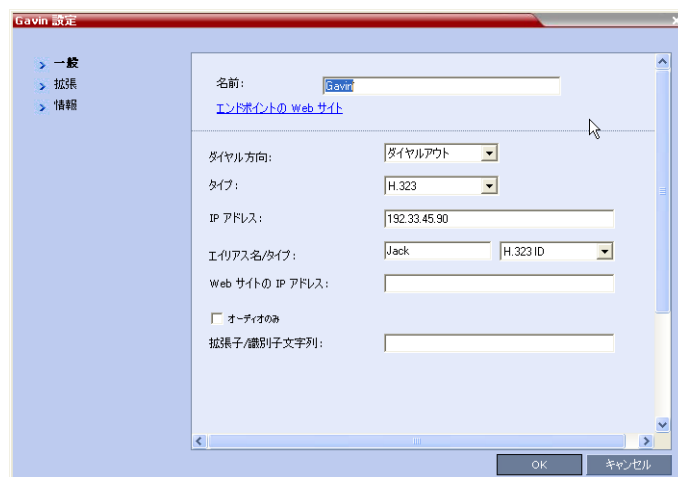 Gavin 設定
一般
拡張
情報
名前: Gavin
エンドポイントの Web サイト
ダイヤル方向: ダイヤルアウト
タイプ: H.323
IP アドレス: 192.33.45.90
エイリアス名/タイプ: Jack H.323 ID
Web サイトの IP アドレス:
オーディオのみ
拡張子/識別子文字列:
OK キャンセル